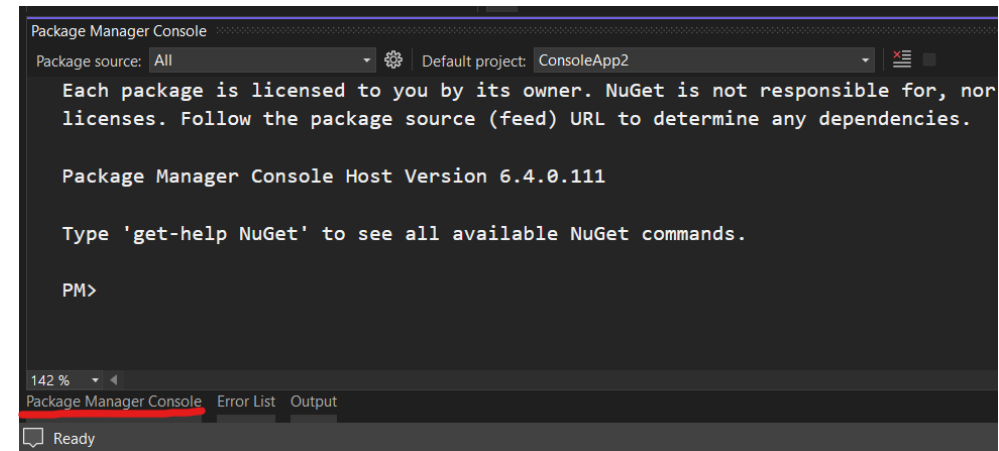 Package Manager Console
Package source: All Default project: ConsoleApp2
Each package is licensed to you by its owner. NuGet is not responsible for, nor
licenses. Follow the package source (feed) URL to determine any dependencies.
Package Manager Console Host Version 6.4.0.111
Type 'get-help NuGet' to see all available NuGet commands.
PM>
142 %
Package Manager Console Error List Output
Ready